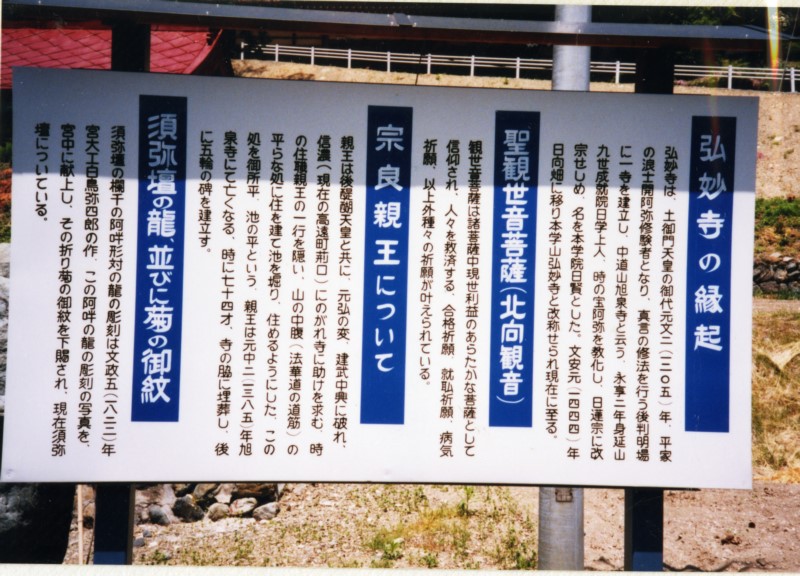 弘妙寺の縁起
弘妙寺は、土御門天皇の御代元文二(一二〇五)年、平家
の浪士開阿弥修験者となり、真言の修法を行う後判明場
に一寺を建立し、中道山旭泉寺と云う。永享二年身延山
九世成就院日学上人、時の宝阿弥を教化し、日蓮宗に改
宗せしめ、名を本学院日賢とした。文安元(一四四四)年
日向畑に移り本学山弘妙寺と改称せられ現在に至る。
聖観世音菩薩(北向観音)
観世音菩薩は諸菩薩中現世利益のあらたかな菩薩として
信仰され、人々を救済する、合格祈願、就職祈願、病気
祈願、以上外種々の祈願が叶えられている。
宗良親王について
親王は後醍醐天皇と共に、元弘の変、建武中興に破れ、
信濃(現在の高遠町荊口)にのがれ寺に助けを求む、時
の住職親王の一行を隠い、山の中腹(法華道の道筋)の
平らな処に住を建て池を堀り、住めるようにした、この
処を御所平、池の平という、親王は元中二(一三八五)年旭
泉寺にて亡くなる、時に七十四才、寺の脇に埋葬し、後
に五輪の碑を建立す。
須弥壇の龍、並びに菊の御紋
須弥壇の欄干の阿吽形対の龍の彫刻は文政五(一八二二)年
宮大工白鳥弥四郎の作、この阿吽の龍の彫刻の写真を、
宮中に献上し、その折り菊の御紋を下賜され、現在須弥
壇についている。